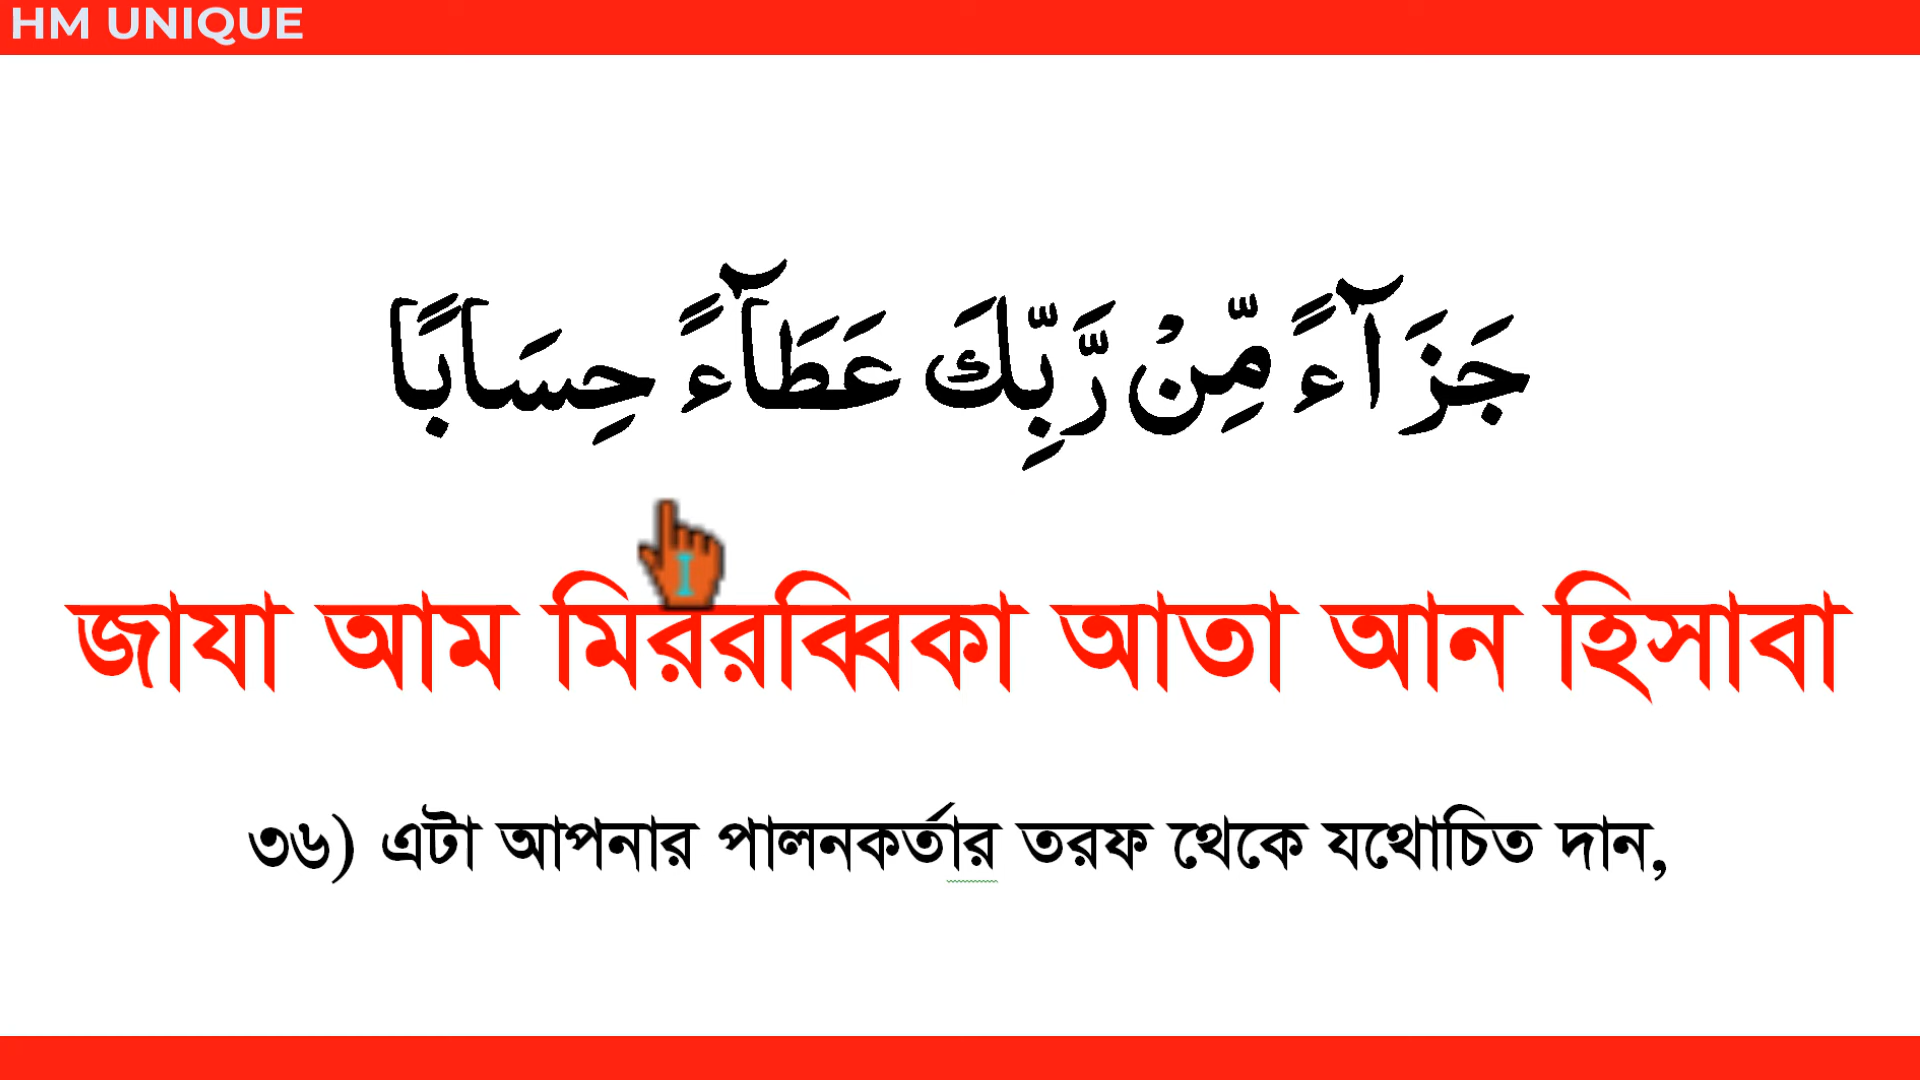 HM UNIQUE
جَزَآءً مِّنْ رَّبِّكَ عَطَآءً حِسَابًا
জাযা আম মিররব্বিকা আতা আন হিসাবা
৩৬) এটা আপনার পালনকর্তার তরফ থেকে যথোচিত দান,